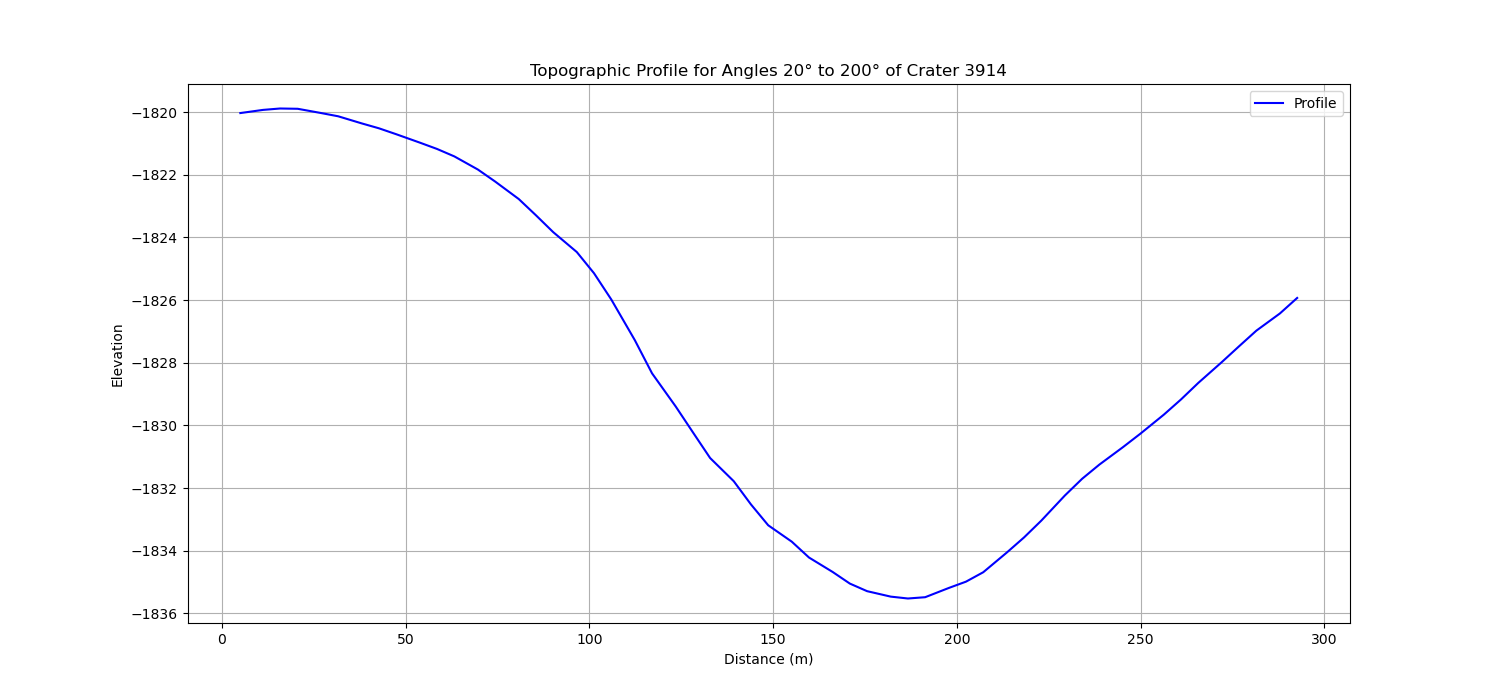 Topographic Profile for Angles 20° to 200° of Crater 3914
Profile
−1820
−1822
−1824
−1826
−1828
−1830
−1832
−1834
−1836
Elevation
0 50 100 150 200 250 300
Distance (m)